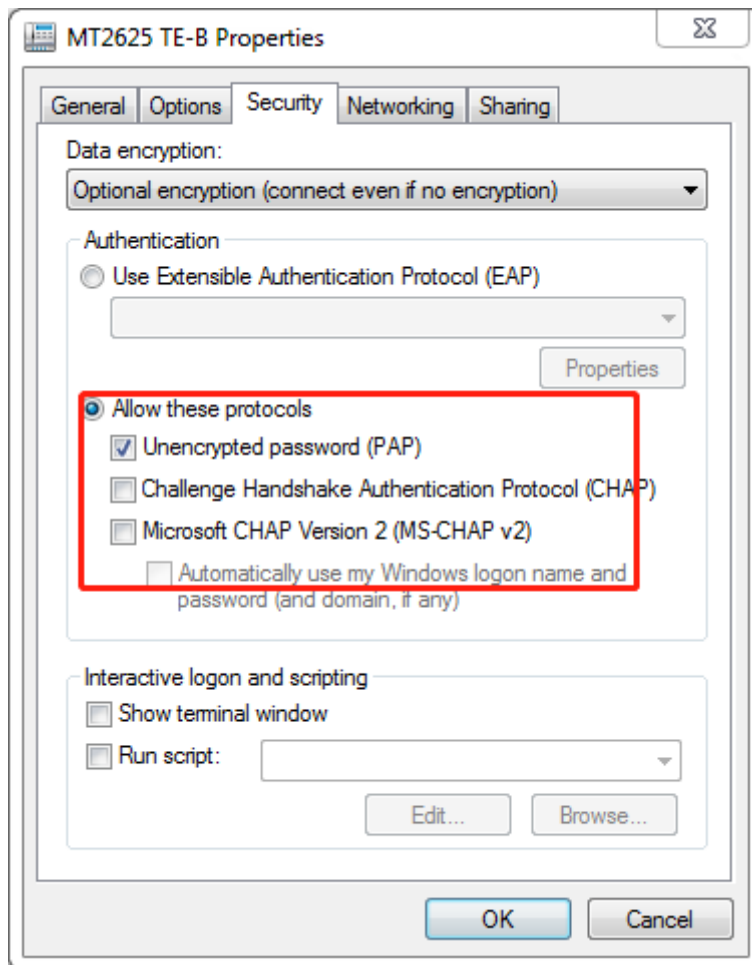 MT2625 TE-B Properties
General Options Security Networking Sharing
Data encryption:
Optional encryption (connect even if no encryption)
Authentication
Use Extensible Authentication Protocol (EAP)
Properties
Allow these protocols
Unencrypted password (PAP)
Challenge Handshake Authentication Protocol (CHAP)
Microsoft CHAP Version 2 (MS-CHAP v2)
Automatically use my Windows logon name and
password (and domain, if any)
Interactive logon and scripting
Show terminal window
Run script:
Edit... Browse...
OK Cancel